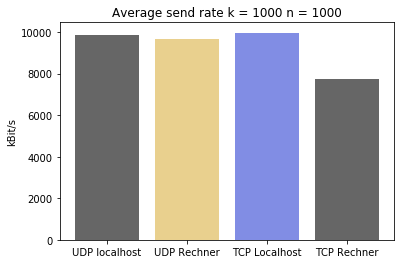 Average send rate k = 1000 n = 1000
10000
8000
6000
4000
2000
0
kBit/s
UDP localhost UDP Rechner TCP Localhost TCP Rechner